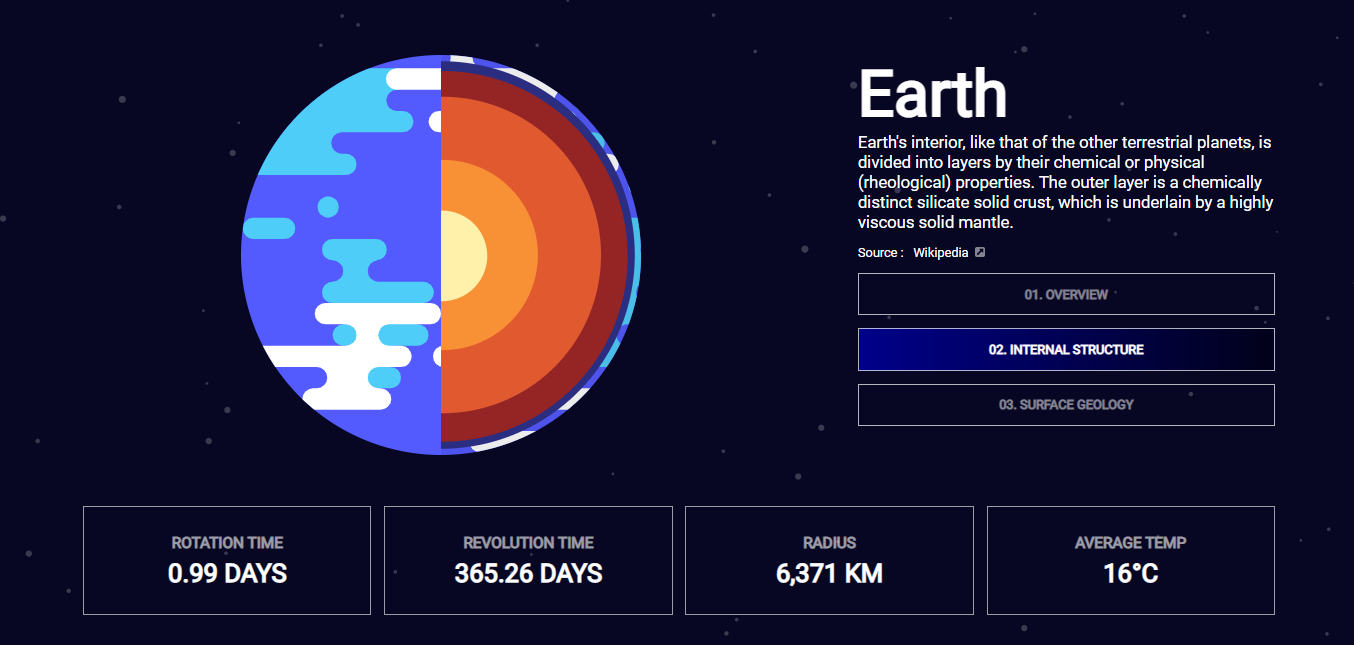 Earth
Earth's interior, like that of the other terrestrial planets, is
divided into layers by their chemical or physical
(rheological) properties. The outer layer is a chemically
distinct silicate solid crust, which is underlain by a highly
viscous solid mantle.
Source : Wikipedia
01. OVERVIEW
02. INTERNAL STRUCTURE
03. SURFACE GEOLOGY
ROTATION TIME
0.99 DAYS
REVOLUTION TIME
365.26 DAYS
RADIUS
6,371 KM
AVERAGE TEMP
16°C